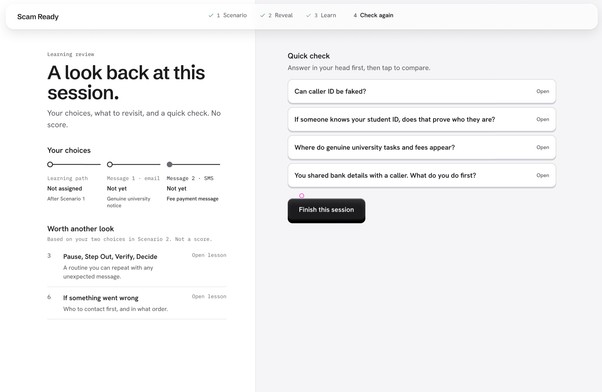 Scam Ready
✓ 1 Scenario ✓ 2 Reveal ✓ 3 Learn 4 Check again
Learning review
A look back at this
session.
Your choices, what to revisit, and a quick check. No
score.
Your choices
Learning path
Not assigned
After Scenario 1
Message 1 · email
Not yet
Genuine university
notice
Message 2 · SMS
Not yet
Fee payment message
Worth another look
Based on your two choices in Scenario 2. Not a score.
3 Pause, Step Out, Verify, Decide Open lesson
A routine you can repeat with any
unexpected message.
6 If something went wrong Open lesson
Who to contact first, and in what order.
Quick check
Answer in your head first, then tap to compare.
Can caller ID be faked? Open
If someone knows your student ID, does that prove who they are? Open
Where do genuine university tasks and fees appear? Open
You shared bank details with a caller. What do you do first? Open
Finish this session